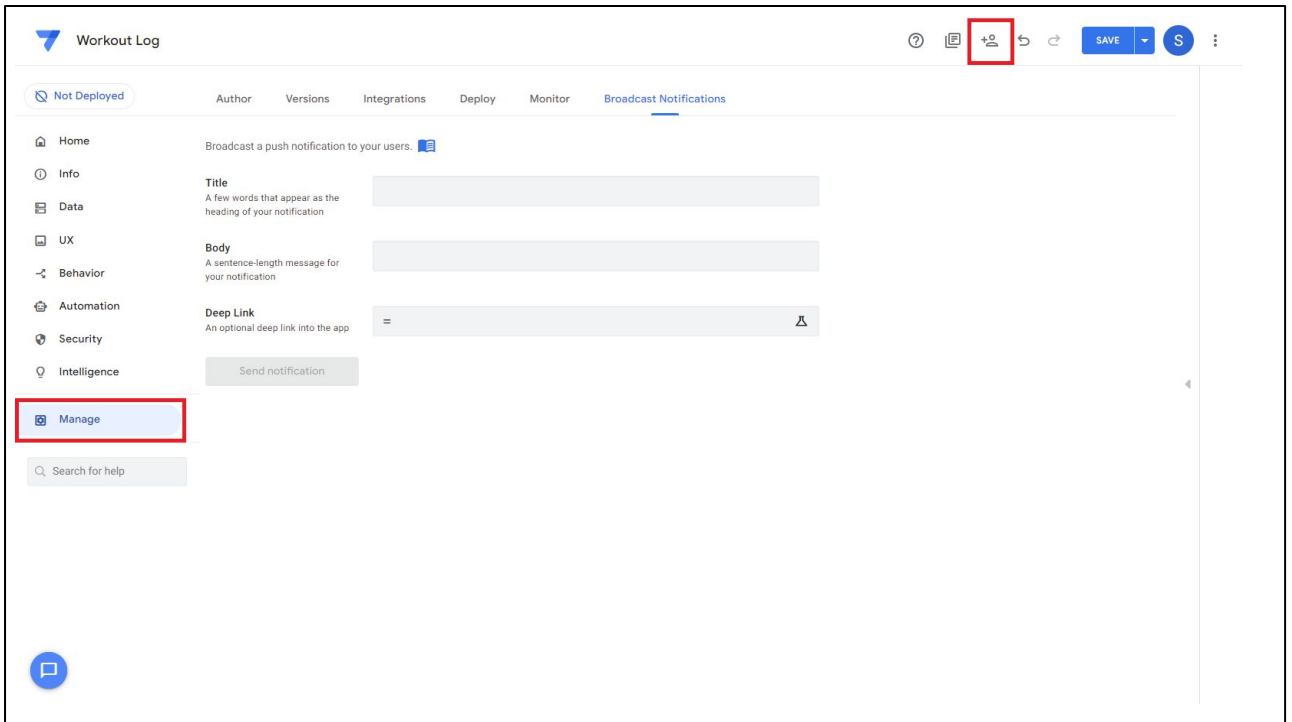 Workout Log
SAVE
S
Not Deployed
Author Versions Integrations Deploy Monitor Broadcast Notifications
Home
Info
Data
UX
Behavior
Automation
Security
Intelligence
Manage
Search for help
Broadcast a push notification to your users.
Title
A few words that appear as the
heading of your notification
Body
A sentence-length message for
your notification
Deep Link
An optional deep link into the app
=
Send notification